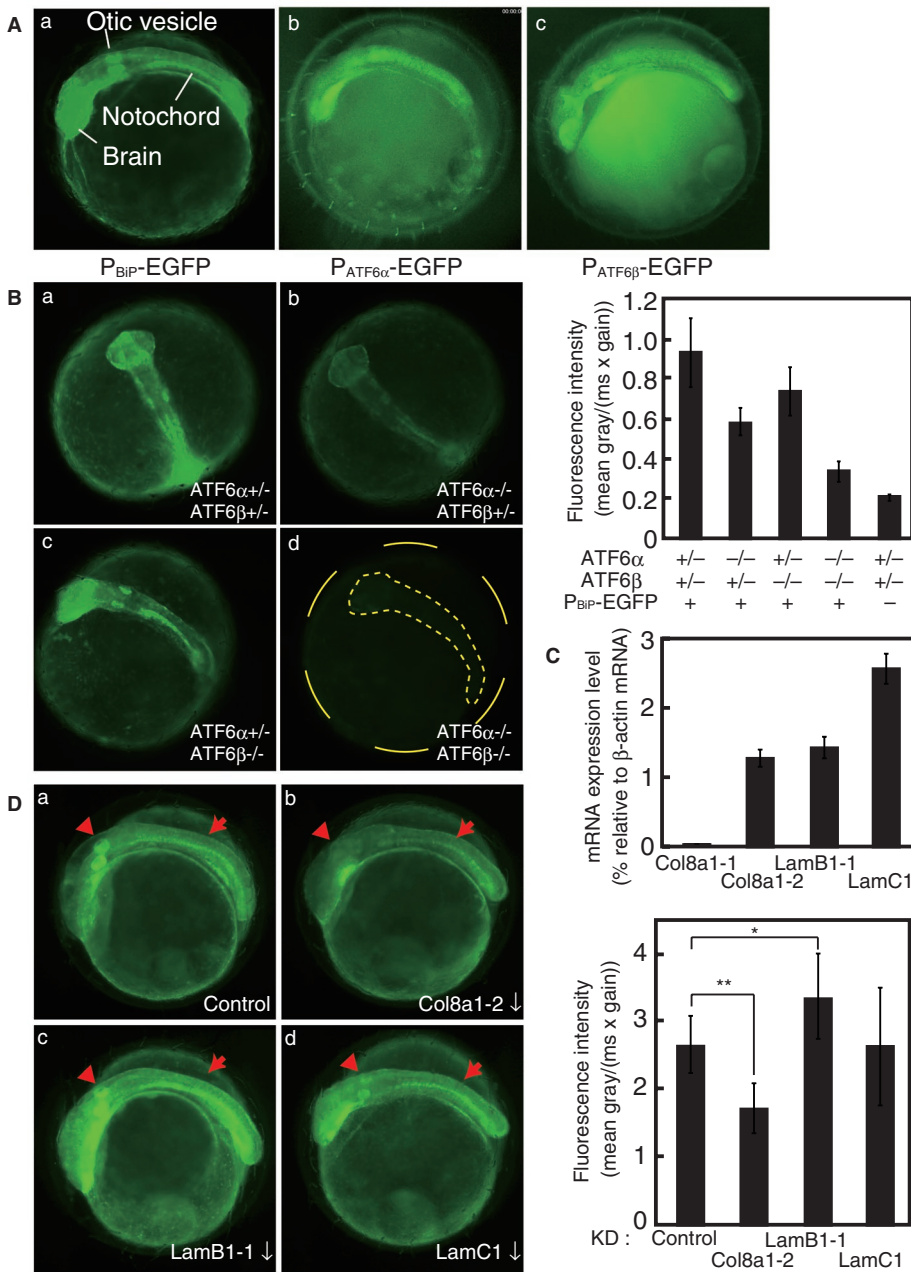 A
a
Otic vesicle
Notochord
Brain
b
00:00:0
c
PBiP-EGFP
PATF6α-EGFP
PATF6β-EGFP
B
a
ATF6α+/-
ATF6β+/-
b
ATF6α-/-
ATF6β+/-
c
ATF6α+/-
ATF6β-/-
d
ATF6α-/-
ATF6β-/-
Fluorescence intensity
(mean gray/(ms x gain))
1.2
1.0
0.8
0.6
0.4
0.2
0
ATF6α +/– –/– +/– –/– +/–
ATF6β +/– +/– –/– –/– +/–
PBiP-EGFP + + + + –
C
mRNA expression level
(% relative to β-actin mRNA)
3
2
1
0
Col8a1-1 LamB1-1
Col8a1-2 LamC1
D
a
Control
b
Col8a1-2 ↓
c
LamB1-1 ↓
d
LamC1 ↓
Fluorescence intensity
(mean gray/(ms x gain))
4
3
2
1
0
*
**
KD : Control LamB1-1
Col8a1-2 LamC1